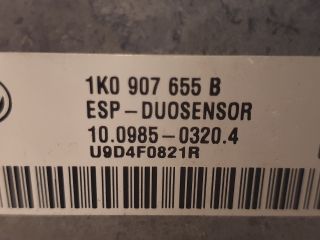 1K0 907 655 B
ESP-DUOSENSOR
10.0985-0320.4
U9D4F0821R